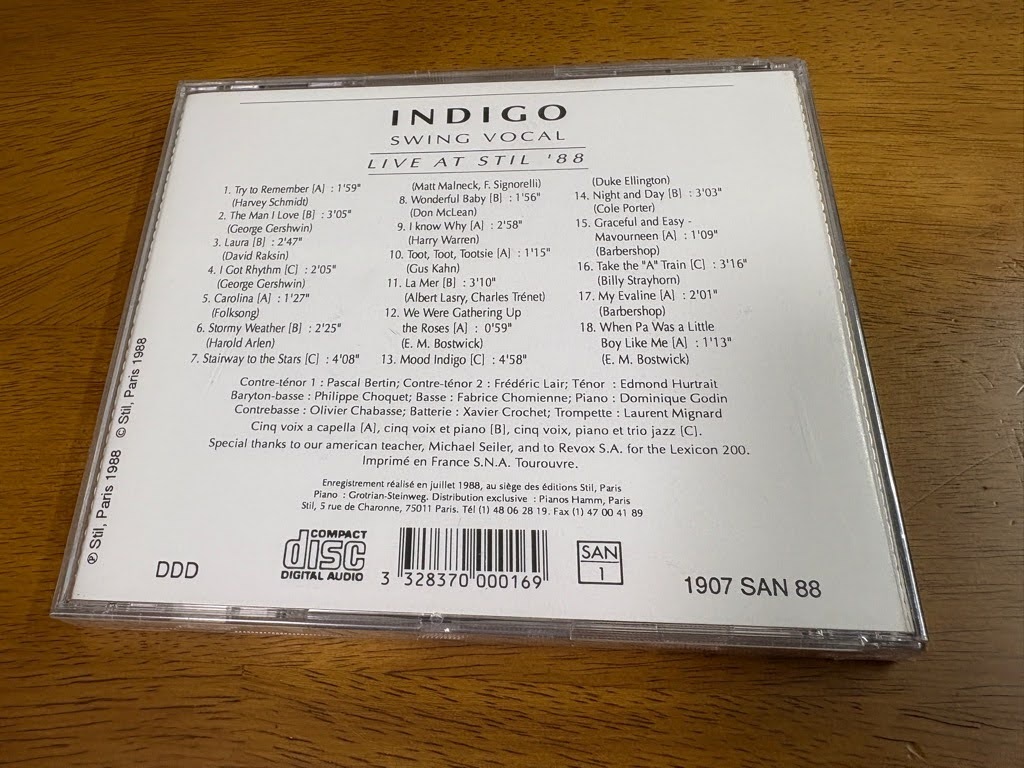 INDIGO
SWING VOCAL
LIVE AT STIL '88
1. Try to Remember [A] : 1'59"
(Harvey Schmidt)
2. The Man I Love [B] : 3'05"
(George Gershwin)
3. Laura [B] : 2'47"
(David Raksin)
4. I Got Rhythm [C] : 2'05"
(George Gershwin)
5. Carolina [A] : 1'27"
(Folksong)
6. Stormy Weather [B] : 2'25"
(Harold Arlen)
7. Stairway to the Stars [C] : 4'08"
(Matt Malneck, F. Signorelli)
8. Wonderful Baby [B] : 1'56"
(Don McLean)
9. I know Why [A] : 2'58"
(Harry Warren)
10. Toot, Toot, Tootsie [A] : 1'15"
(Gus Kahn)
11. La Mer [B] : 3'10"
(Albert Lasry, Charles Trénet)
12. We Were Gathering Up
the Roses [A] : 0'59"
(E. M. Bostwick)
13. Mood Indigo [C] : 4'58"
(Duke Ellington)
14. Night and Day [B] : 3'03"
(Cole Porter)
15. Graceful and Easy -
Mavourneen [A] : 1'09"
(Barbershop)
16. Take the "A" Train [C] : 3'16"
(Billy Strayhorn)
17. My Evaline [A] : 2'01"
(Barbershop)
18. When Pa Was a Little
Boy Like Me [A] : 1'13"
(E. M. Bostwick)
Contre-ténor 1 : Pascal Bertin; Contre-ténor 2 : Frédéric Lair; Ténor : Edmond Hurtrait
Baryton-basse : Philippe Choquet; Basse : Fabrice Chomienne; Piano : Dominique Godin
Contrebasse : Olivier Chabasse; Batterie : Xavier Crochet; Trompette : Laurent Mignard
Cinq voix a capella [A], cinq voix et piano [B], cinq voix, piano et trio jazz [C].
Special thanks to our american teacher, Michael Seiler, and to Revox S.A. for the Lexicon 200.
Imprimé en France S.N.A. Tourouvre.
Enregistrement réalisé en juillet 1988, au siège des éditions Stil, Paris
Piano : Grotrian-Steinweg. Distribution exclusive : Pianos Hamm, Paris
Stil, 5 rue de Charonne, 75011 Paris. Tél (1) 48 06 28 19. Fax (1) 47 00 41 89
℗ Stil, Paris 1988 © Stil, Paris 1988
DDD
COMPACT
disc
DIGITAL AUDIO
3 328370 000169
SAN
1
1907 SAN 88